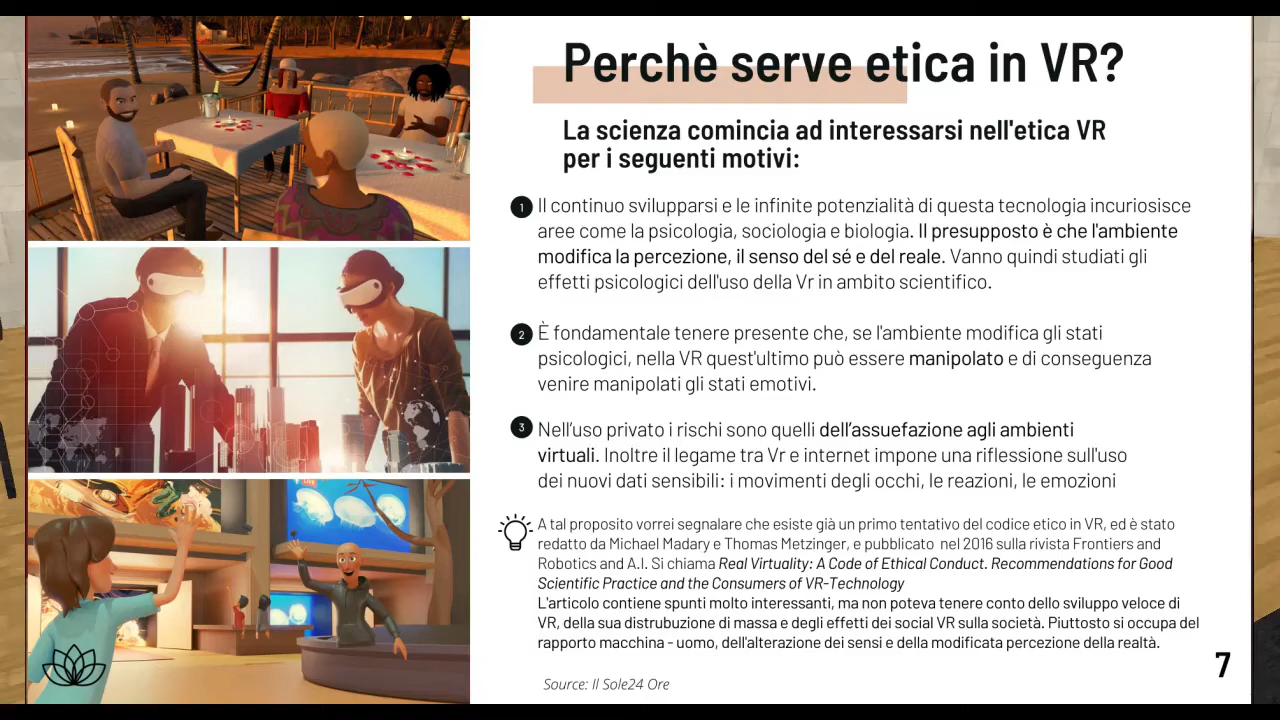 Perchè serve etica in VR?
La scienza comincia ad interessarsi nell'etica VR
per i seguenti motivi:
1 Il continuo svilupparsi e le infinite potenzialità di questa tecnologia incuriosisce
aree come la psicologia, sociologia e biologia. Il presupposto è che l'ambiente
modifica la percezione, il senso del sé e del reale. Vanno quindi studiati gli
effetti psicologici dell'uso della Vr in ambito scientifico.
2 È fondamentale tenere presente che, se l'ambiente modifica gli stati
psicologici, nella VR quest'ultimo può essere manipolato e di conseguenza
venire manipolati gli stati emotivi.
3 Nell'uso privato i rischi sono quelli dell'assuefazione agli ambienti
virtuali. Inoltre il legame tra Vr e internet impone una riflessione sull'uso
dei nuovi dati sensibili: i movimenti degli occhi, le reazioni, le emozioni
A tal proposito vorrei segnalare che esiste già un primo tentativo del codice etico in VR, ed è stato
redatto da Michael Madary e Thomas Metzinger, e pubblicato nel 2016 sulla rivista Frontiers and
Robotics and A.I. Si chiama Real Virtuality: A Code of Ethical Conduct. Recommendations for Good
Scientific Practice and the Consumers of VR-Technology
L'articolo contiene spunti molto interessanti, ma non poteva tenere conto dello sviluppo veloce di
VR, della sua distrubuzione di massa e degli effetti dei social VR sulla società. Piuttosto si occupa del
rapporto macchina - uomo, dell'alterazione dei sensi e della modificata percezione della realtà.
7
Source: Il Sole24 Ore